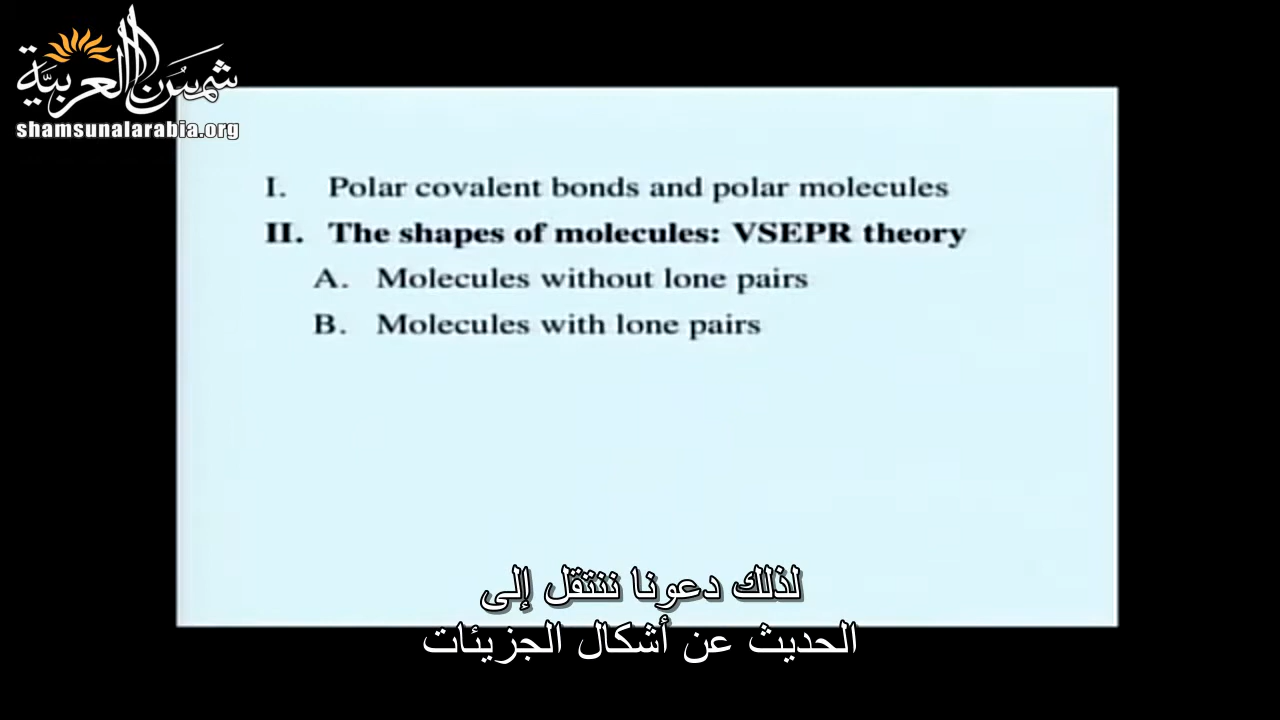 شمس العربية
shamsunalarabia.org
I. Polar covalent bonds and polar molecules
II. The shapes of molecules: VSEPR theory
A. Molecules without lone pairs
B. Molecules with lone pairs
لذلك دعونا ننتقل إلى
الحديث عن أشكال الجزيئات